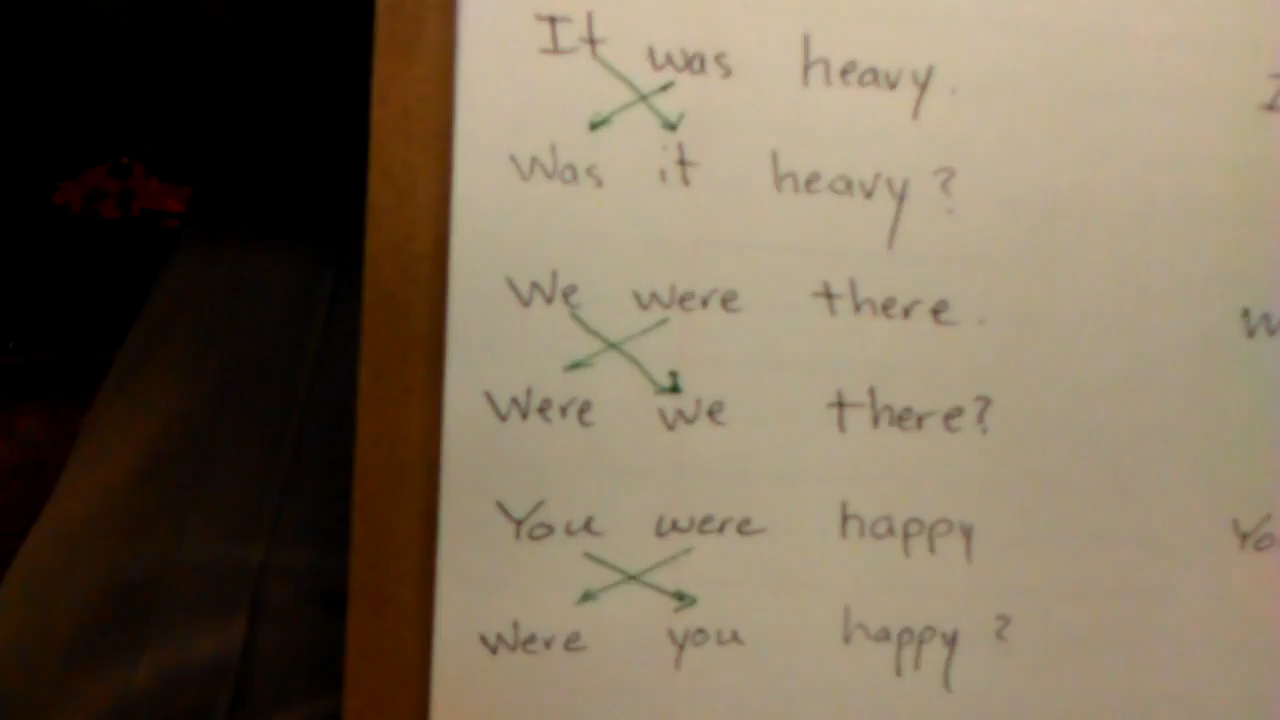 It was heavy.
Was it heavy?
We were there.
Were we there?
You were happy
Were you happy?